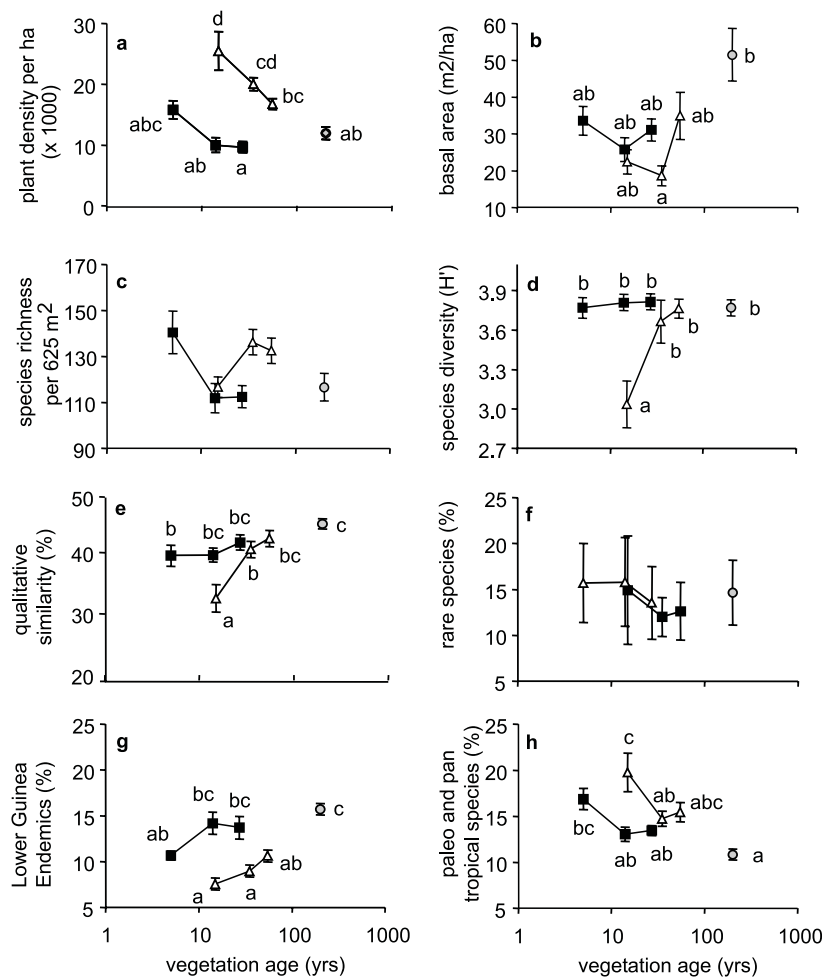 plant density per ha
(x 1000)
30
20
10
0
a
d
cd
bc
abc
ab
a
ab
basal area (m2/ha)
60
50
40
30
20
10
b
b
ab
ab
ab
ab
ab
a
1 10 100 1000
species richness
per 625 m2
170
150
130
110
90
c
species diversity (H')
3.9
3.6
3.3
3.0
2.7
d
b b b
b
b
b
a
qualitative
similarity (%)
50
40
30
20
e
b bc bc
c
bc
b
a
rare species (%)
25
20
15
10
5
f
Lower Guinea
Endemics (%)
25
20
15
10
5
g
bc bc
c
ab
ab
a a
1 10 100 1000
vegetation age (yrs)
paleo and pan
tropical species (%)
25
20
15
10
5
h
c
ab
abc
bc
ab ab
a
1 10 100 1000
vegetation age (yrs)